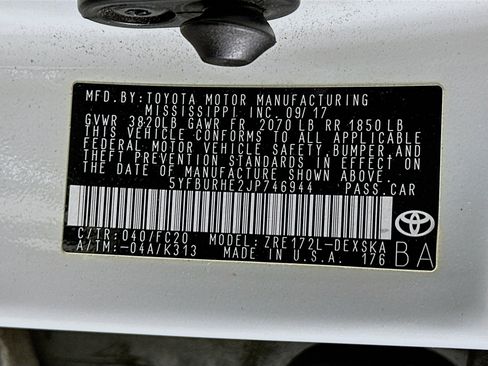 MFD.BY: TOYOTA MOTOR MANUFACTURING
MISSISSIPPI INC. 09/17
GVWR 3820LB GAWR FR 2070 LB RR 1850 LB
THIS VEHICLE CONFORMS TO ALL APPLICABLE
FEDERAL MOTOR VEHICLE SAFETY, BUMPER, AND
THEFT PREVENTION STANDARDS IN EFFECT ON
THE DATE OF MANUFACTURE SHOWN ABOVE.
*5YFBURHE2JP746944 PASS.CAR *
C/TR: 040/FC20 MODEL: ZRE172L-DEXSKA
A/TM: -04A/K313 MADE IN U.S.A. 176
BA